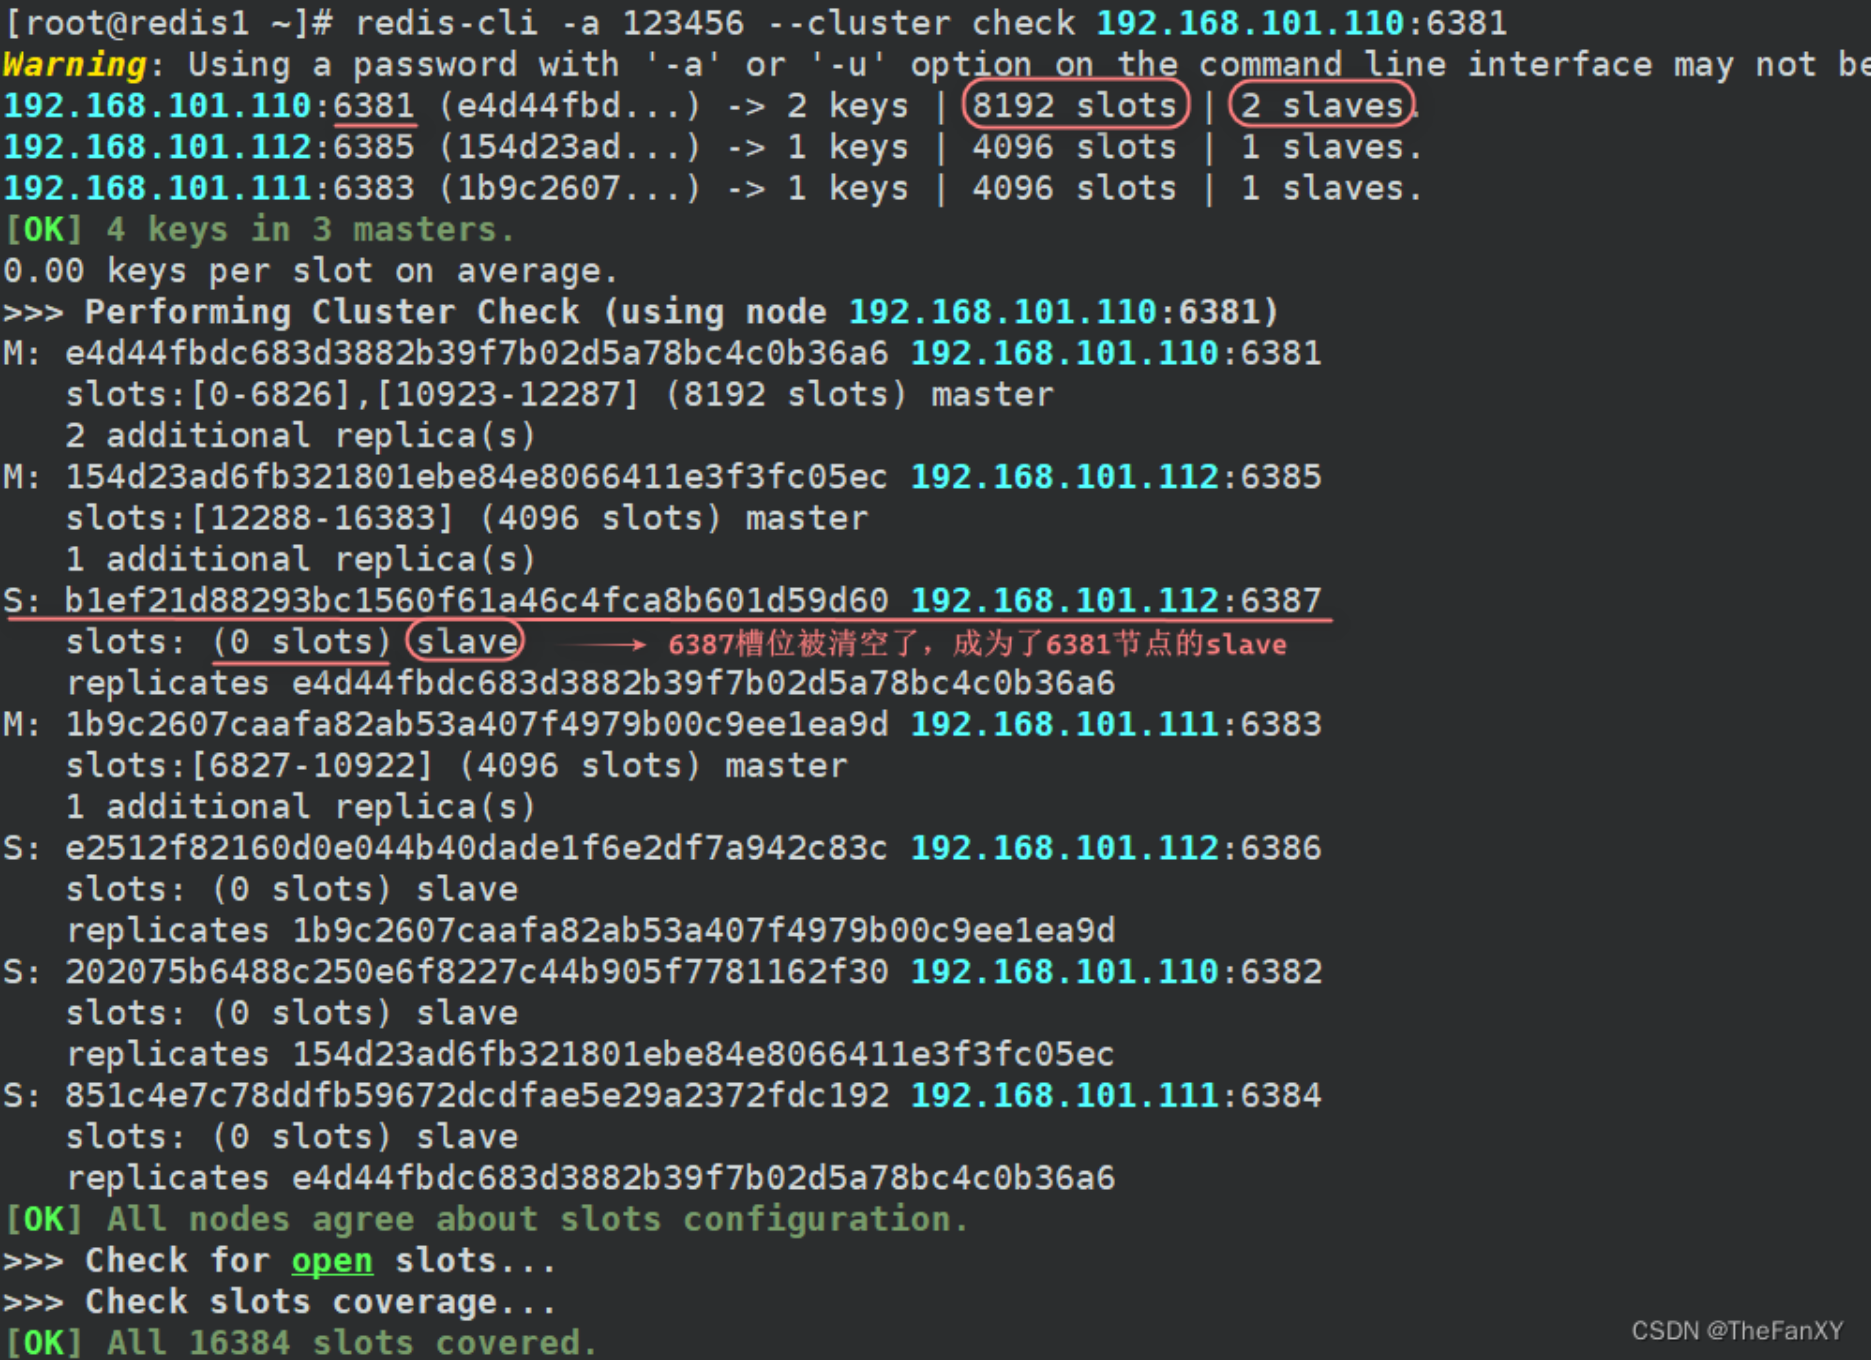 [root@redis1 ~]# redis-cli -a 123456 --cluster check 192.168.101.110:6381
Warning: Using a password with '-a' or '-u' option on the command line interface may not be
192.168.101.110:6381 (e4d44fbd...) -> 2 keys | 8192 slots | 2 slaves.
192.168.101.112:6385 (154d23ad...) -> 1 keys | 4096 slots | 1 slaves.
192.168.101.111:6383 (1b9c2607...) -> 1 keys | 4096 slots | 1 slaves.
[OK] 4 keys in 3 masters.
0.00 keys per slot on average.
>>> Performing Cluster Check (using node 192.168.101.110:6381)
M: e4d44fbdc683d3882b39f7b02d5a78bc4c0b36a6 192.168.101.110:6381
slots:[0-6826],[10923-12287] (8192 slots) master
2 additional replica(s)
M: 154d23ad6fb321801ebe84e8066411e3f3fc05ec 192.168.101.112:6385
slots:[12288-16383] (4096 slots) master
1 additional replica(s)
S: b1ef21d88293bc1560f61a46c4fca8b601d59d60 192.168.101.112:6387
slots: (0 slots) slave 6387槽位被清空了，成为了6381节点的slave
replicates e4d44fbdc683d3882b39f7b02d5a78bc4c0b36a6
M: 1b9c2607caafa82ab53a407f4979b00c9ee1ea9d 192.168.101.111:6383
slots:[6827-10922] (4096 slots) master
1 additional replica(s)
S: e2512f82160d0e044b40dade1f6e2df7a942c83c 192.168.101.112:6386
slots: (0 slots) slave
replicates 1b9c2607caafa82ab53a407f4979b00c9ee1ea9d
S: 202075b6488c250e6f8227c44b905f7781162f30 192.168.101.110:6382
slots: (0 slots) slave
replicates 154d23ad6fb321801ebe84e8066411e3f3fc05ec
S: 851c4e7c78ddfb59672dcdfae5e29a2372fdc192 192.168.101.111:6384
slots: (0 slots) slave
replicates e4d44fbdc683d3882b39f7b02d5a78bc4c0b36a6
[OK] All nodes agree about slots configuration.
>>> Check for open slots...
>>> Check slots coverage...
[OK] All 16384 slots covered.
CSDN @TheFanXY